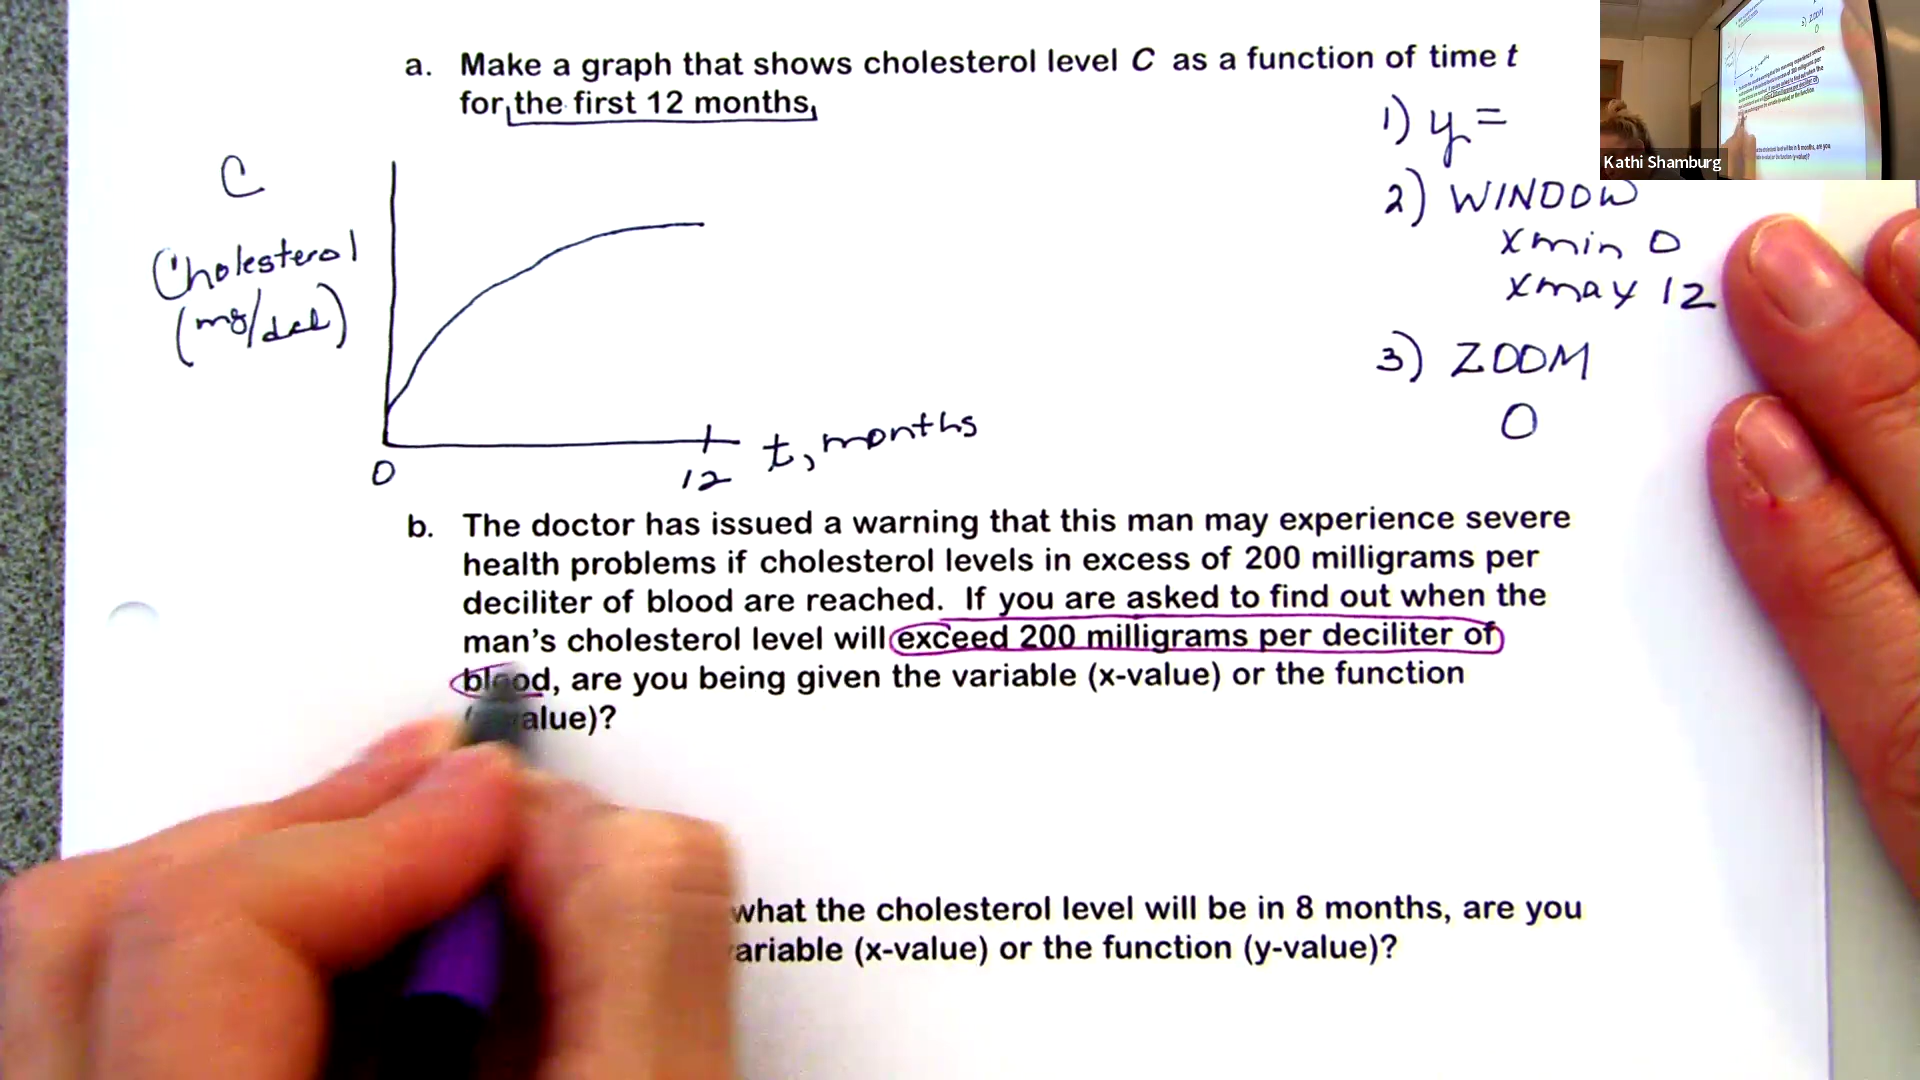 a. Make a graph that shows cholesterol level C as a function of time t
for the first 12 months.
1) y =
C
Kathi Shamburg
2) WINDOW
xmin 0
Cholesterol
xmax 12
(mg/del)
3) ZOOM
0
t, months
0
12
b. The doctor has issued a warning that this man may experience severe
health problems if cholesterol levels in excess of 200 milligrams per
deciliter of blood are reached. If you are asked to find out when the
man's cholesterol level will exceed 200 milligrams per deciliter of
blood, are you being given the variable (x-value) or the function
alue)?
what the cholesterol level will be in 8 months, are you
ariable (x-value) or the function (y-value)?